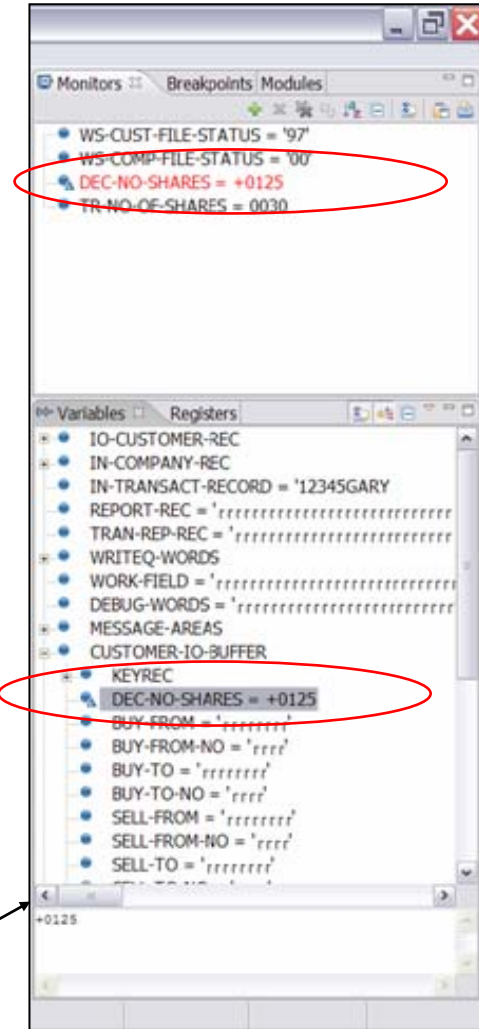 Monitors Breakpoints Modules
WS-CUST-FILE-STATUS = '97'
WS-COMP-FILE-STATUS = '00'
DEC-NO-SHARES = +0125
TR-NO-OF-SHARES = 0030
Variables Registers
IO-CUSTOMER-REC
IN-COMPANY-REC
IN-TRANSACT-RECORD = '12345GARY
REPORT-REC = 'rrrrrrrrrrrrrrrrrrrrrrrrrrrr
TRAN-REP-REC = 'rrrrrrrrrrrrrrrrrrrrrrrrrr
WRITEQ-WORDS
WORK-FIELD = 'rrrrrrrrrrrrrrrrrrrrrrrrrrrr
DEBUG-WORDS = 'rrrrrrrrrrrrrrrrrrrrrrrrr
MESSAGE-AREAS
CUSTOMER-IO-BUFFER
KEYREC
DEC-NO-SHARES = +0125
BUY-FROM = 'rrrrrrrr'
BUY-FROM-NO = 'rrrr'
BUY-TO = 'rrrrrrrr'
BUY-TO-NO = 'rrrr'
SELL-FROM = 'rrrrrrrr'
SELL-FROM-NO = 'rrrr'
SELL-TO = 'rrrrrrrr'
+0125